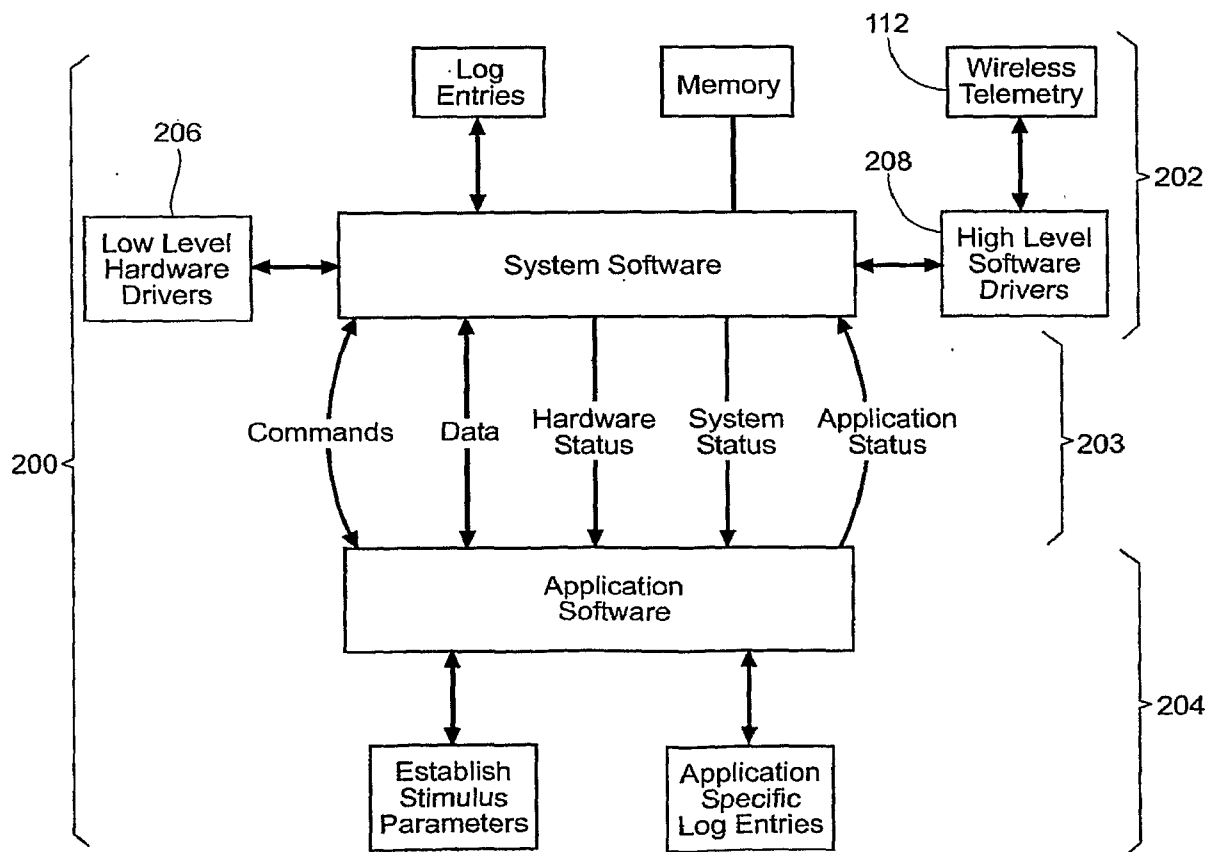 112
Log
Entries
Memory
Wireless
Telemetry
206
208
202
Low Level
Hardware
Drivers
System Software
High Level
Software
Drivers
Commands
Data
Hardware
Status
System
Status
Application
Status
200
203
Application
Software
204
Establish
Stimulus
Parameters
Application
Specific
Log Entries